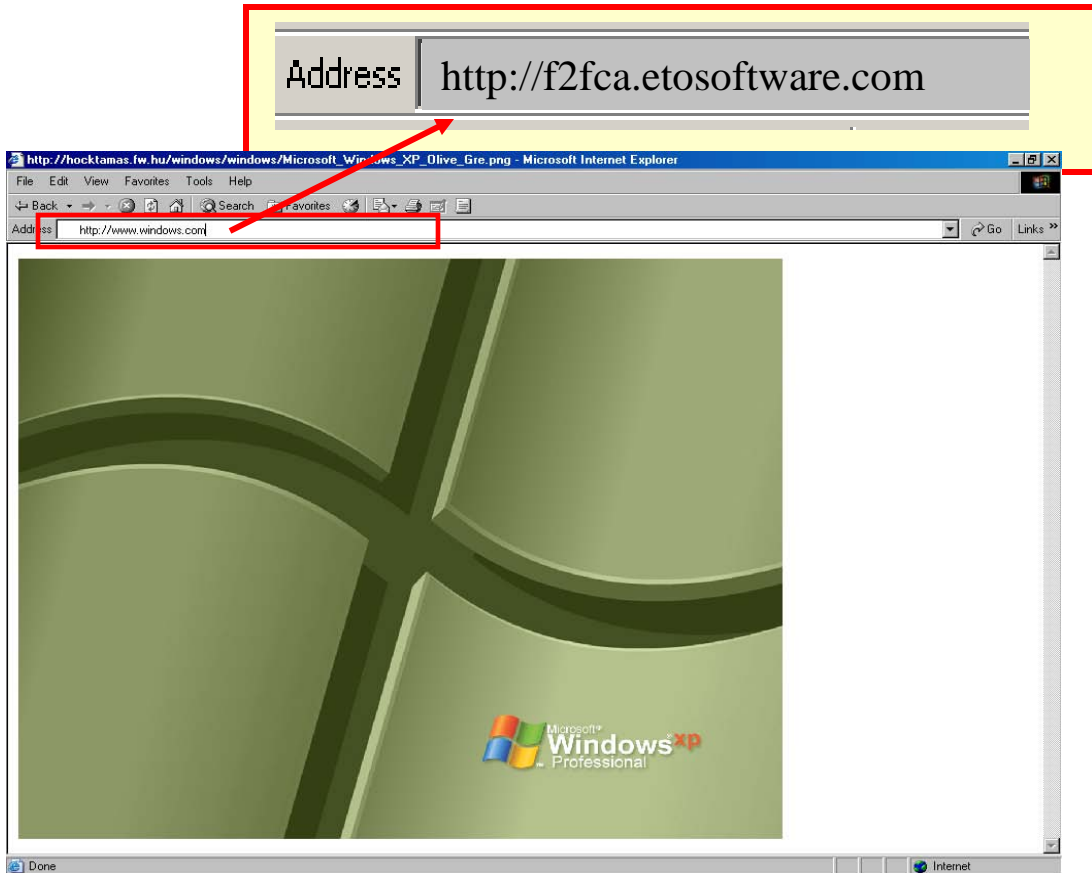 Address http://f2fca.etosoftware.com
http://hocktamas.fw.hu/windows/windows/Microsoft_Windows_XP_Olive_Gre.png - Microsoft Internet Explorer
File Edit View Favorites Tools Help
Back Search Favorites
Address http://www.windows.com Go Links »
Microsoft®
Windows xp
Professional
Done Internet